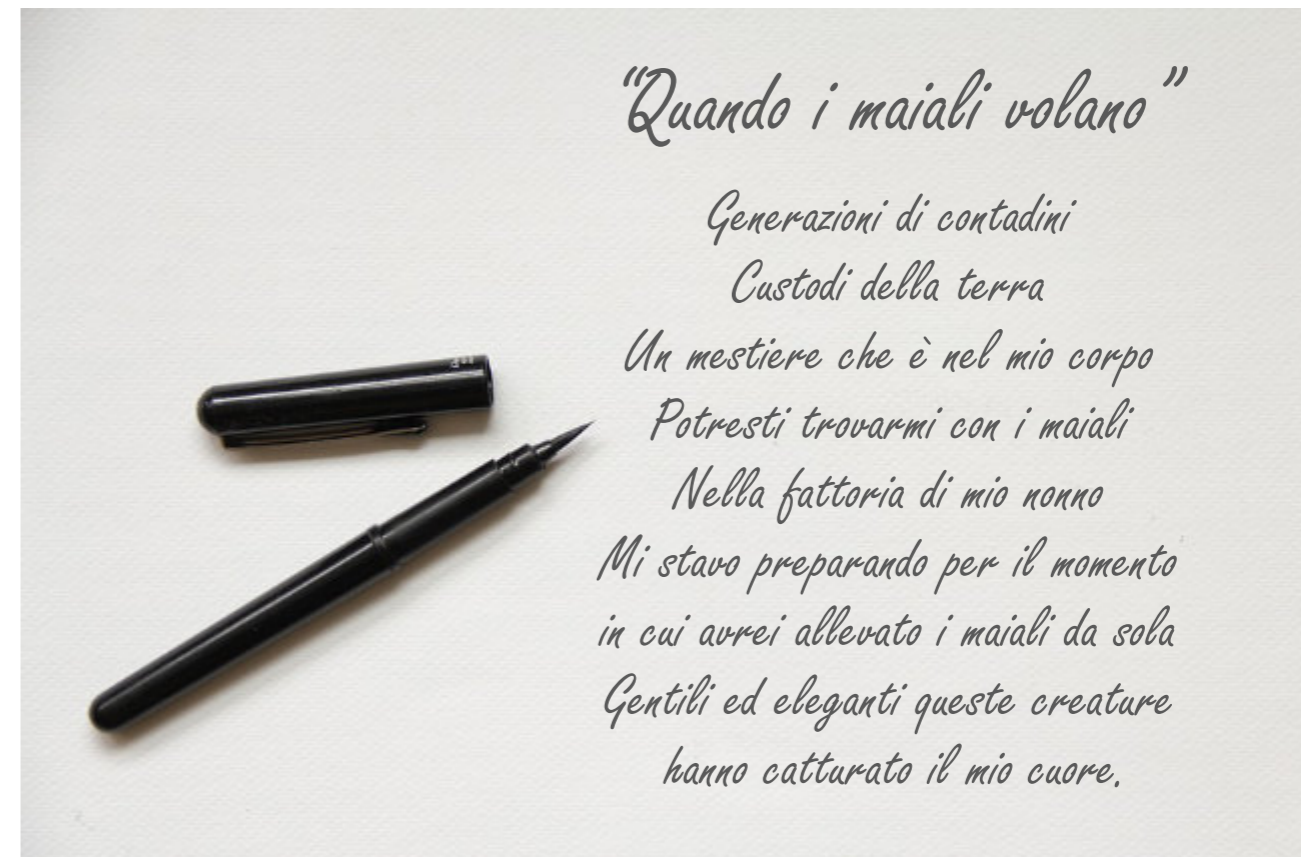 “Quando i maiali volano”
Generazioni di contadini
Custodi della terra
Un mestiere che è nel mio corpo
Potresti trovarmi con i maiali
Nella fattoria di mio nonno
Mi stavo preparando per il momento
in cui avrei allevato i maiali da sola
Gentili ed eleganti queste creature
hanno catturato il mio cuore.